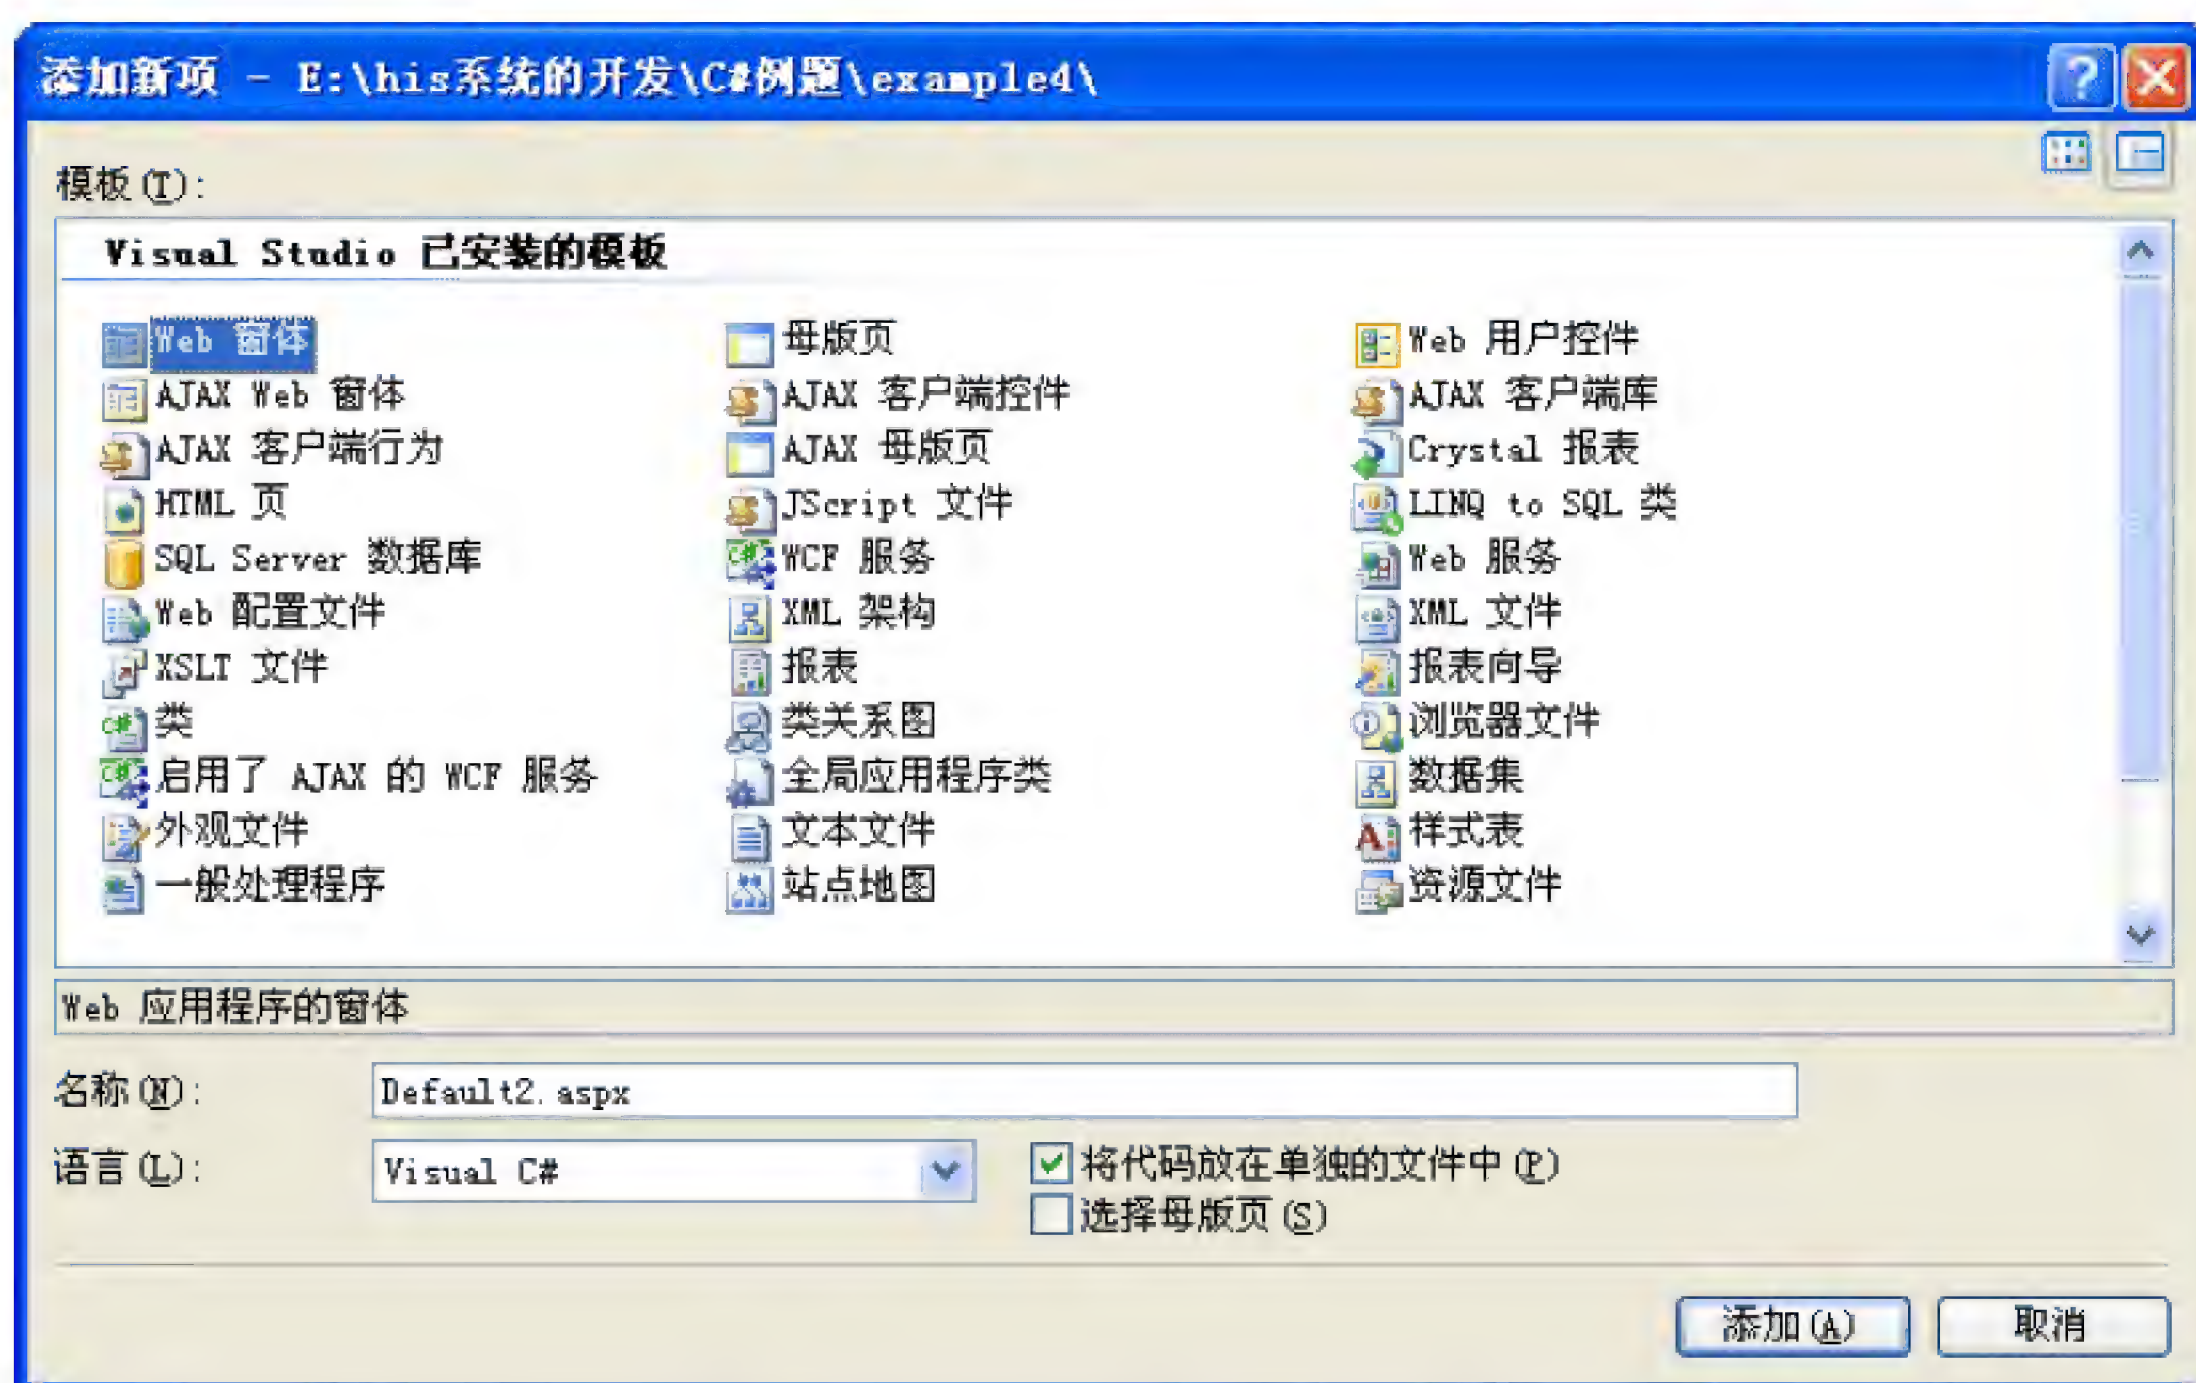 添加新项 - E:\his系统的开发\C#例题\example4\
模板(T):
Visual Studio 已安装的模板
Web 窗体 母版页 Web 用户控件
AJAX Web 窗体 AJAX 客户端控件 AJAX 客户端库
AJAX 客户端行为 AJAX 母版页 Crystal 报表
HTML 页 JScript 文件 LINQ to SQL 类
SQL Server 数据库 WCF 服务 Web 服务
Web 配置文件 XML 架构 XML 文件
XSLT 文件 报表 报表向导
类 类关系图 浏览器文件
启用了 AJAX 的 WCF 服务 全局应用程序类 数据集
外观文件 文本文件 样式表
一般处理程序 站点地图 资源文件
Web 应用程序的窗体
名称(N): Default2.aspx
语言(L): Visual C# 将代码放在单独的文件中(P)
选择母版页(S)
添加(A) 取消